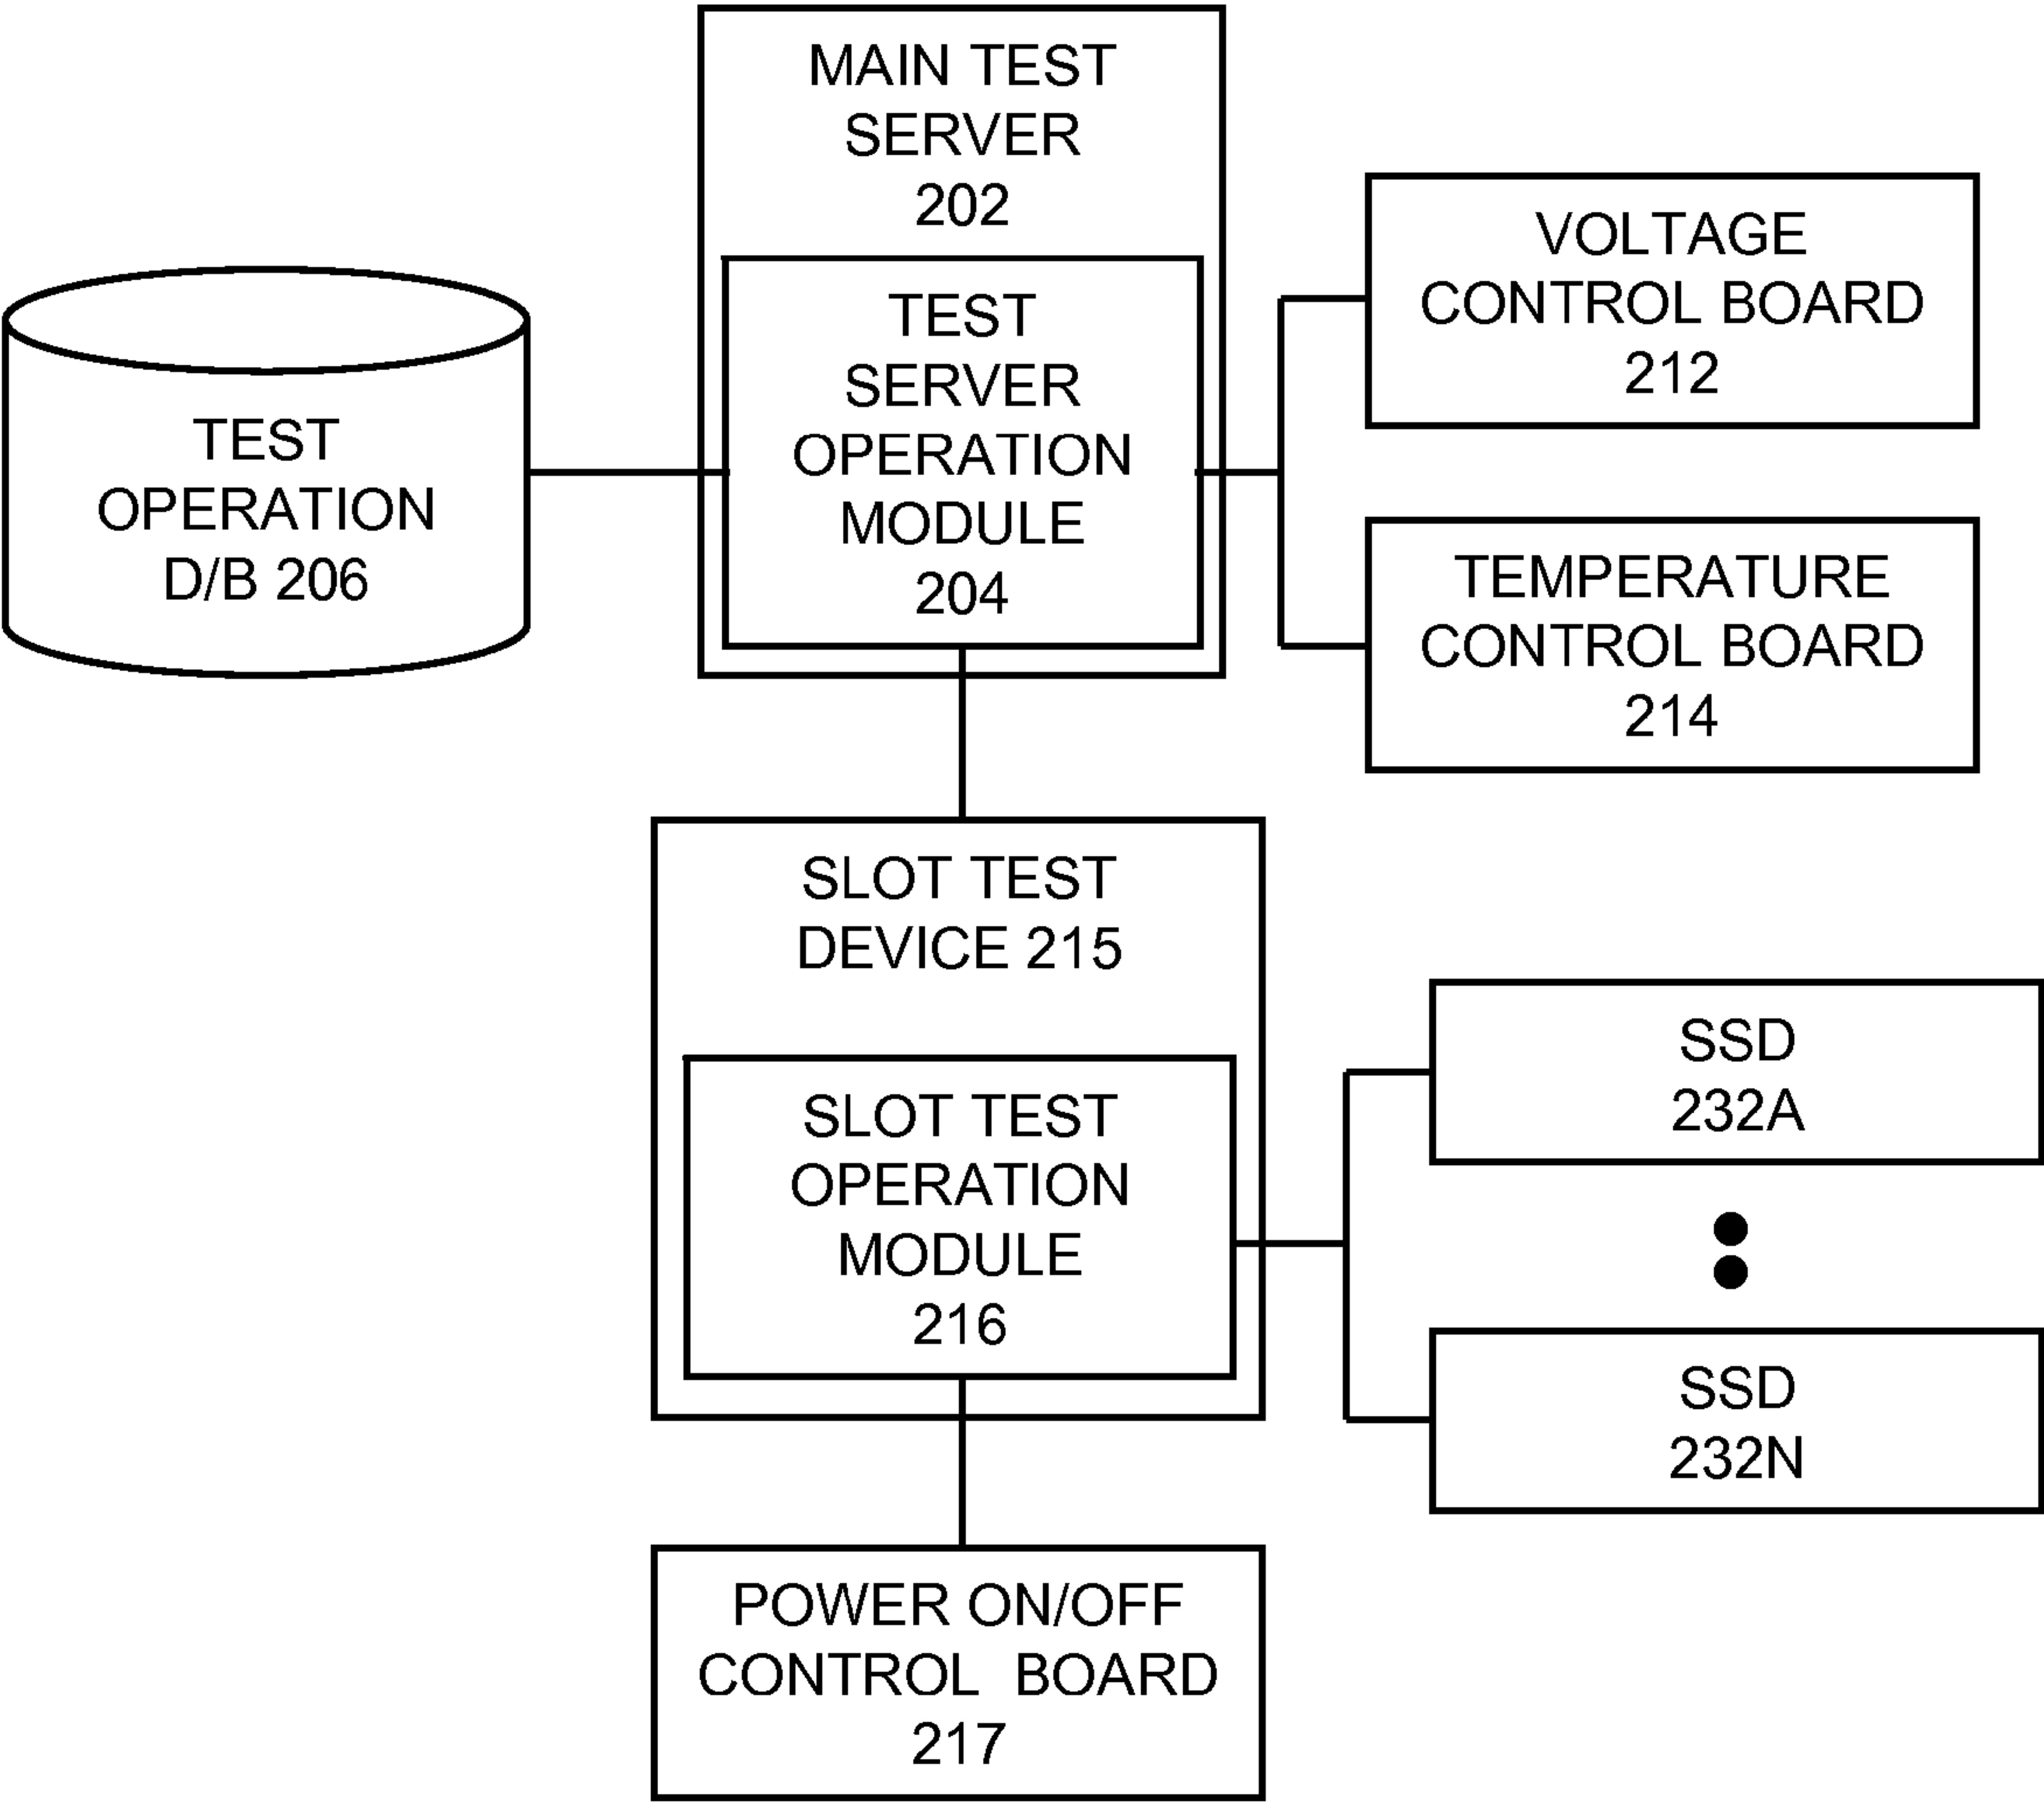 MAIN TEST
SERVER
202
TEST
SERVER
OPERATION
MODULE
204
TEST
OPERATION
D/B 206
VOLTAGE
CONTROL BOARD
212
TEMPERATURE
CONTROL BOARD
214
SLOT TEST
DEVICE 215
SLOT TEST
OPERATION
MODULE
216
SSD
232A
SSD
232N
POWER ON/OFF
CONTROL BOARD
217